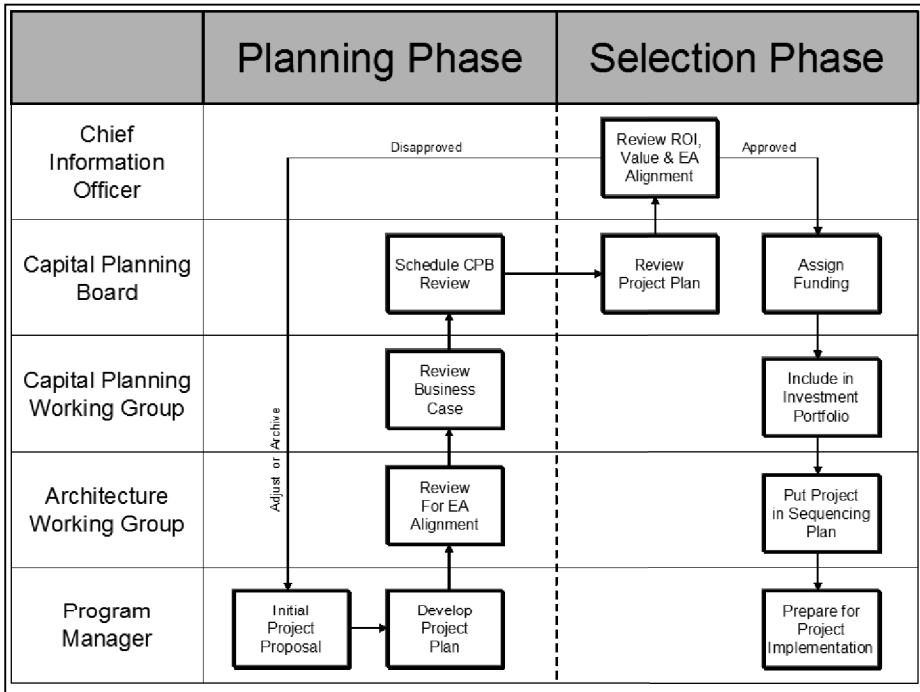 Planning Phase
Selection Phase
Chief
Information
Officer
Disapproved
Review ROI,
Value & EA
Alignment
Approved
Capital Planning
Board
Schedule CPB
Review
Review
Project Plan
Assign
Funding
Capital Planning
Working Group
Review
Business
Case
Include in
Investment
Portfolio
Adjust or Archive
Architecture
Working Group
Review
For EA
Alignment
Put Project
in Sequencing
Plan
Program
Manager
Initial
Project
Proposal
Develop
Project
Plan
Prepare for
Project
Implementation